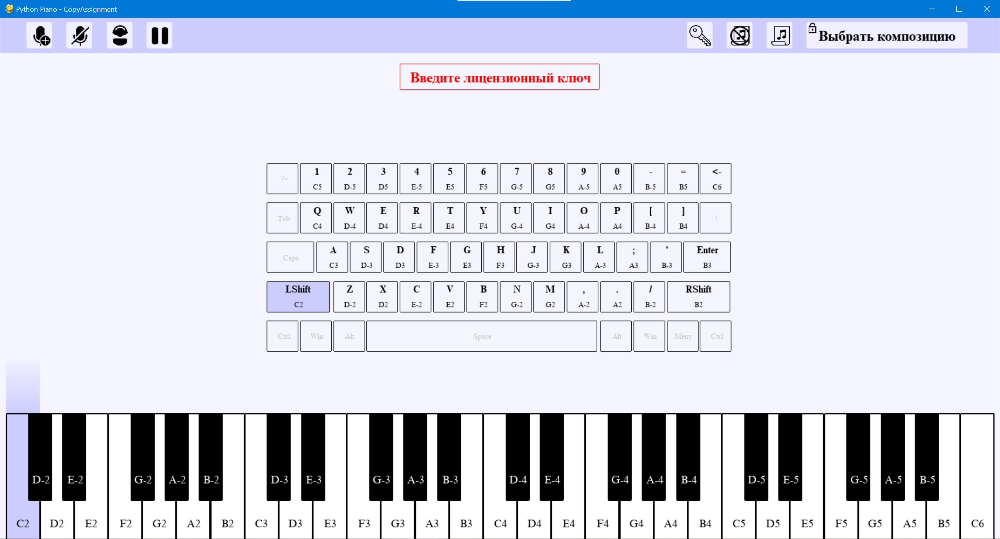 Python Piano - CopyAssignment
Выбрать композицию
Введите лицензионный ключ
`/~ 1 2 3 4 5 6 7 8 9 0 - = <-
C5 D-5 D5 E-5 E5 F5 G-5 G5 A-5 A5 B-5 B5 C6
Tab Q W E R T Y U I O P [ ] \
C4 D-4 D4 E-4 E4 F4 G-4 G4 A-4 A4 B-4 B4
Caps A S D F G H J K L ; ' Enter
C3 D-3 D3 E-3 E3 F3 G-3 G3 A-3 A3 B-3 B3
LShift Z X C V B N M , . / RShift
C2 D-2 D2 E-2 E2 F2 G-2 G2 A-2 A2 B-2 B2
Ctrl Win Alt Space Alt Win Meny Ctrl
D-2 E-2 G-2 A-2 B-2 D-3 E-3 G-3 A-3 B-3 D-4 E-4 G-4 A-4 B-4 D-5 E-5 G-5 A-5 B-5
C2 D2 E2 F2 G2 A2 B2 C3 D3 E3 F3 G3 A3 B3 C4 D4 E4 F4 G4 A4 B4 C5 D5 E5 F5 G5 A5 B5 C6